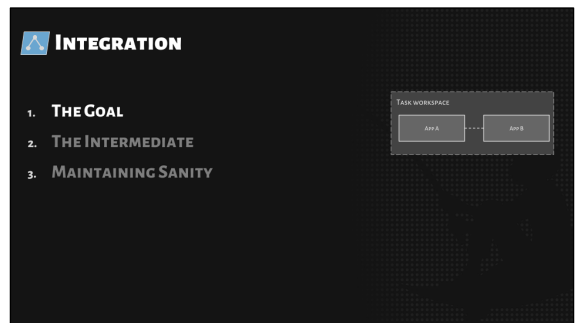 Integration
1. The Goal
2. The Intermediate
3. Maintaining Sanity
Task workspace
App A
App B